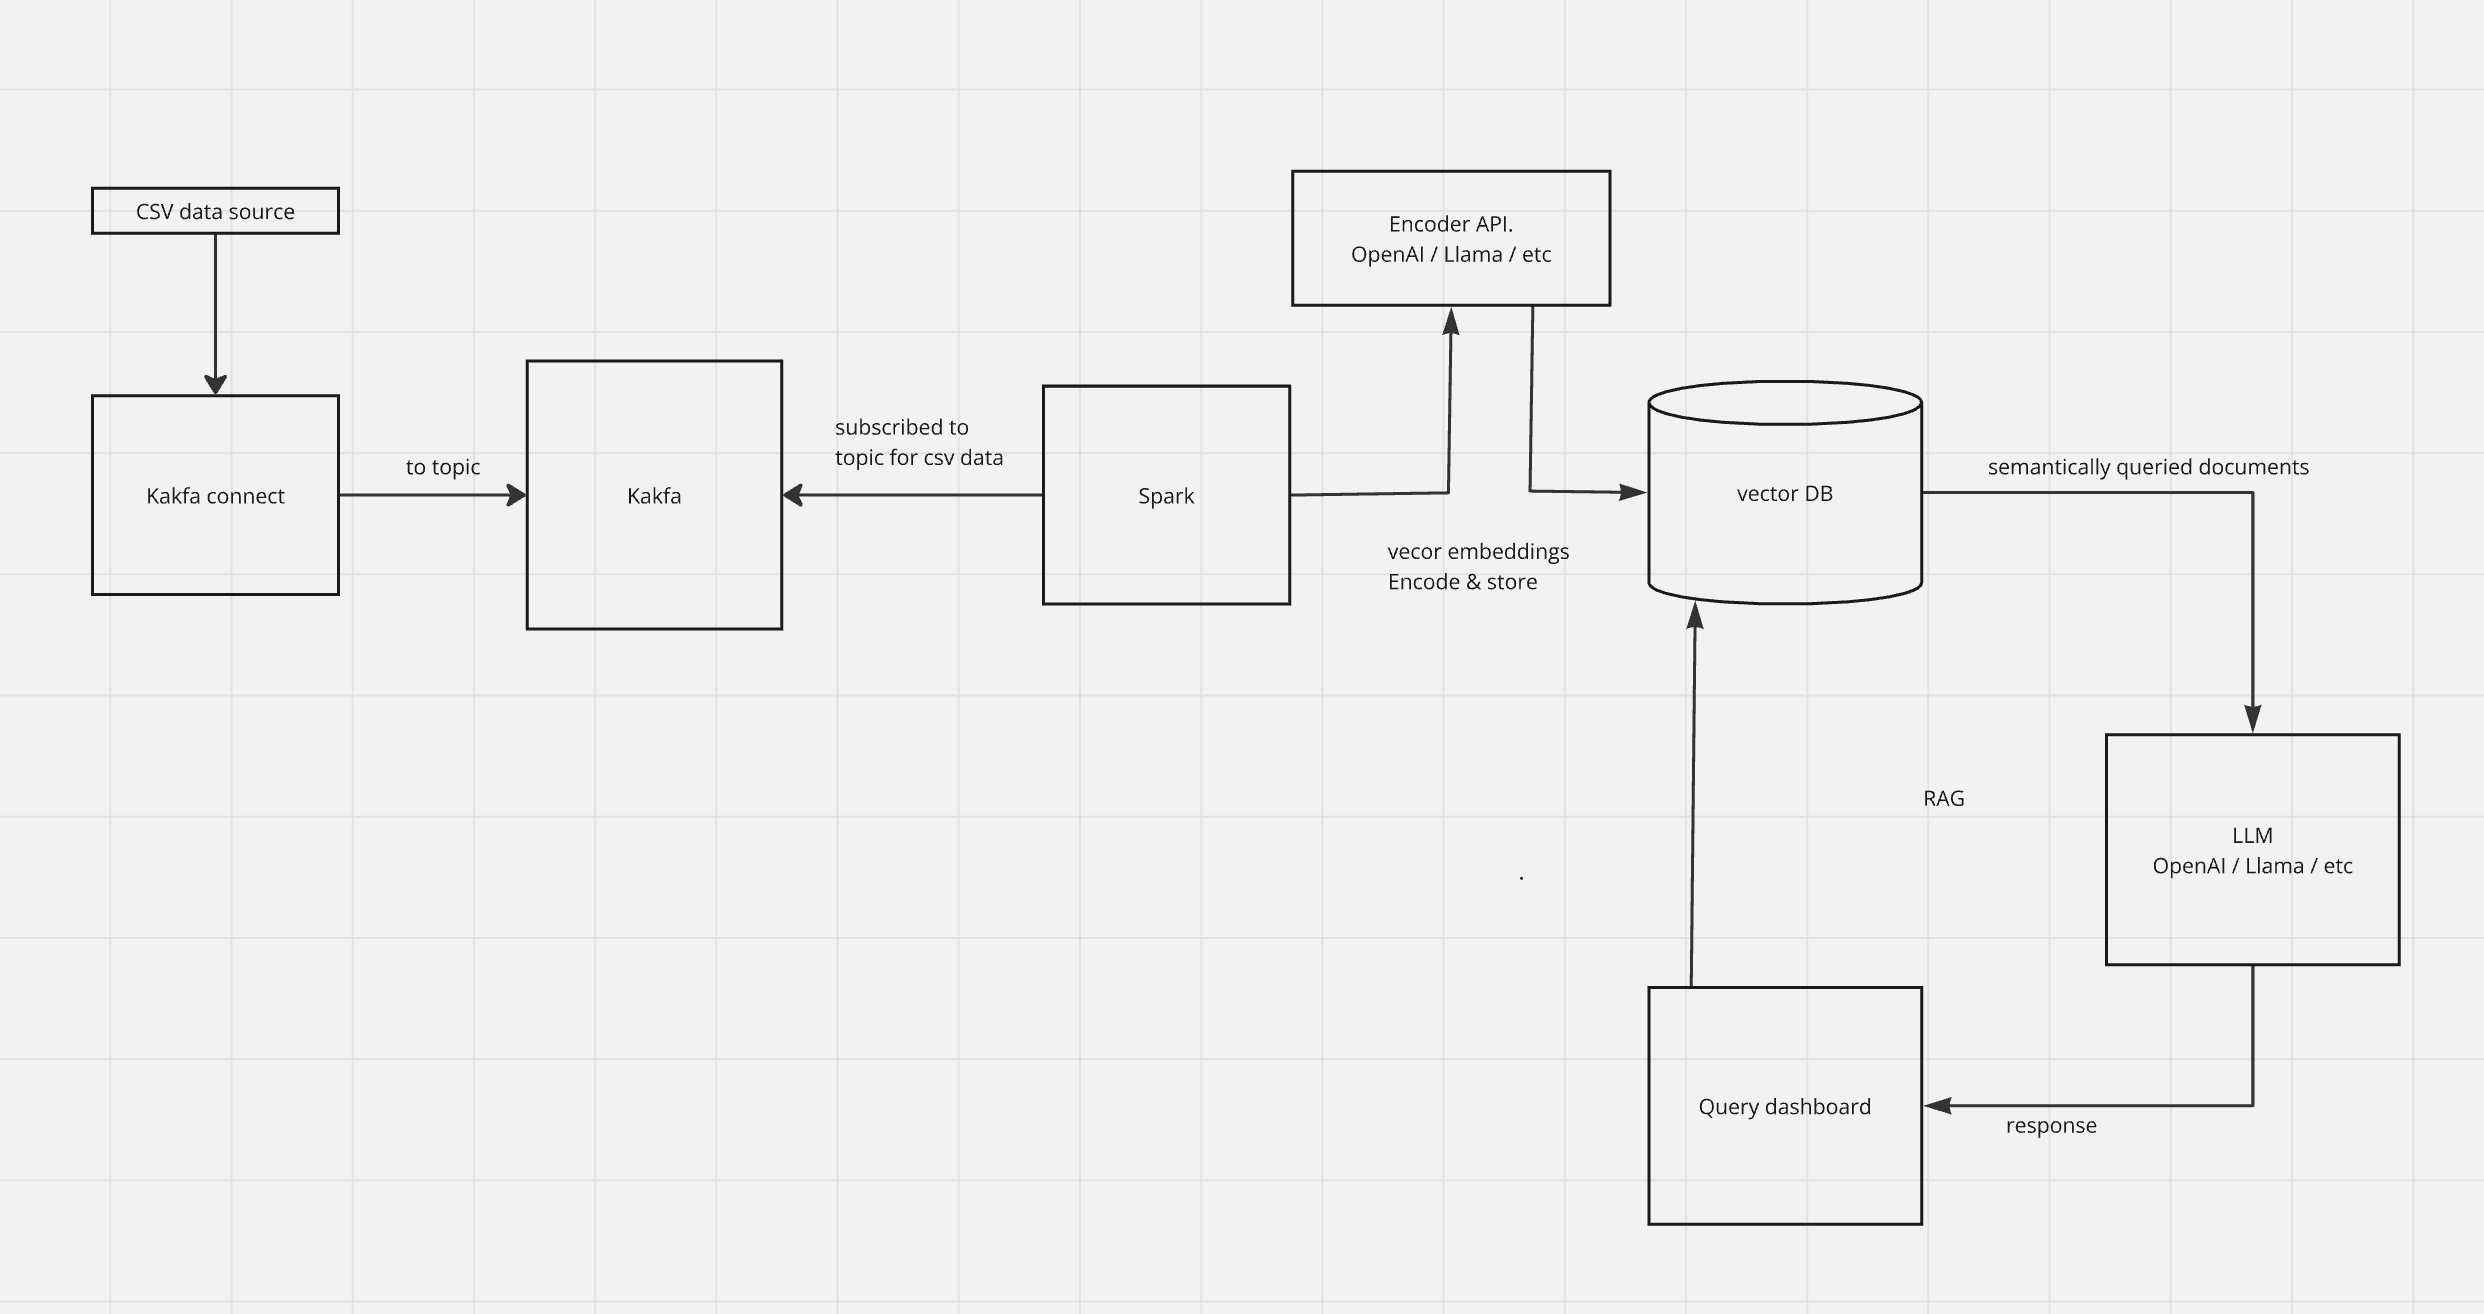 CSV data source
Encoder API.
OpenAI / Llama / etc
Kakfa connect
to topic
Kakfa
subscribed to
topic for csv data
Spark
vecor embeddings
Encode & store
vector DB
semantically queried documents
RAG
LLM
OpenAI / Llama / etc
Query dashboard
response